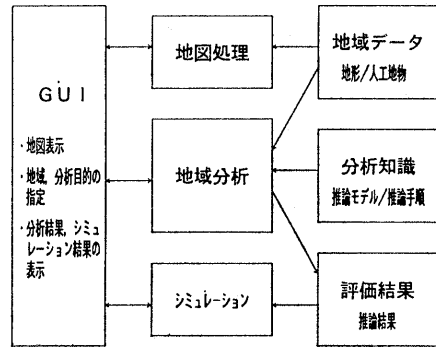 GUI
・地図表示
・地域，分析目的の
指定
・分析結果，シミュ
レーション結果の
表示
地図処理
地域分析
シミュレーション
地域データ
地形/人工地物
分析知識
推論モデル/推論手順
評価結果
推論結果